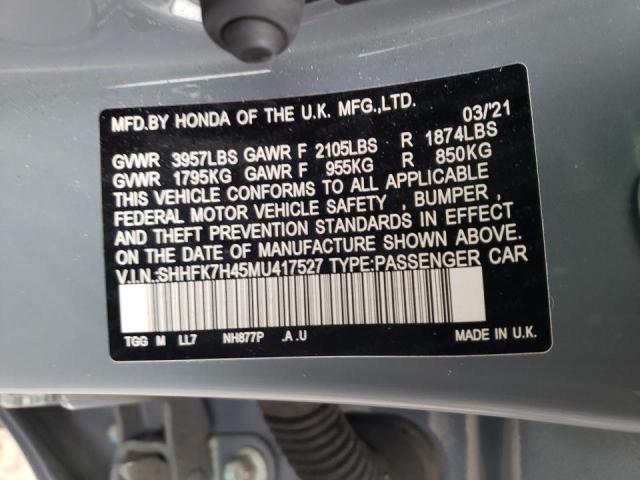 MFD.BY HONDA OF THE U.K. MFG.,LTD. 03/'21
GVWR 3957LBS GAWR F 2105LBS R 1874LBS
GVWR 1795KG GAWR F 955KG R 850KG
THIS VEHICLE CONFORMS TO ALL APPLICABLE
FEDERAL MOTOR VEHICLE SAFETY , BUMPER ,
AND THEFT PREVENTION STANDARDS IN EFFECT
ON THE DATE OF MANUFACTURE SHOWN ABOVE.
V.I.N.:SHHFK7H45MU417527 TYPE:PASSENGER CAR
TGG M LL7 NH877P .A .U MADE IN U.K.